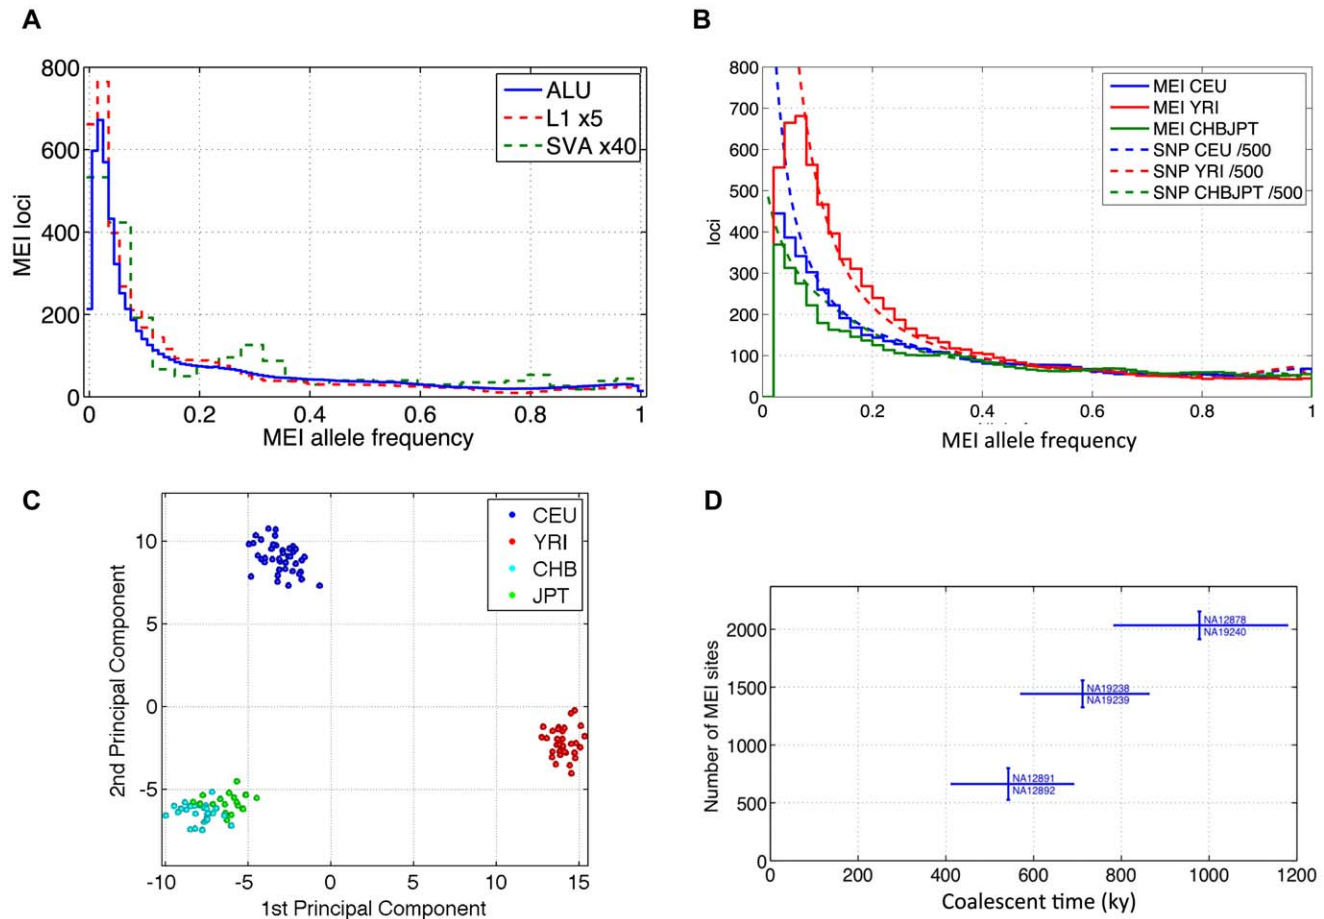 A
800
600
400
200
0
MEI loci
0 0.2 0.4 0.6 0.8 1
MEI allele frequency
ALU
L1 x5
SVA x40
B
800
700
600
500
400
300
200
100
0
loci
0 0.2 0.4 0.6 0.8 1
MEI allele frequency
MEI CEU
MEI YRI
MEI CHBJPT
SNP CEU /500
SNP YRI /500
SNP CHBJPT /500
C
10
5
0
-5
2nd Principal Component
-10 -5 0 5 10 15
1st Principal Component
CEU
YRI
CHB
JPT
D
2000
1500
1000
500
0
Number of MEI sites
0 200 400 600 800 1000 1200
Coalescent time (ky)
NA12878
NA19240
NA19238
NA19239
NA12891
NA12892